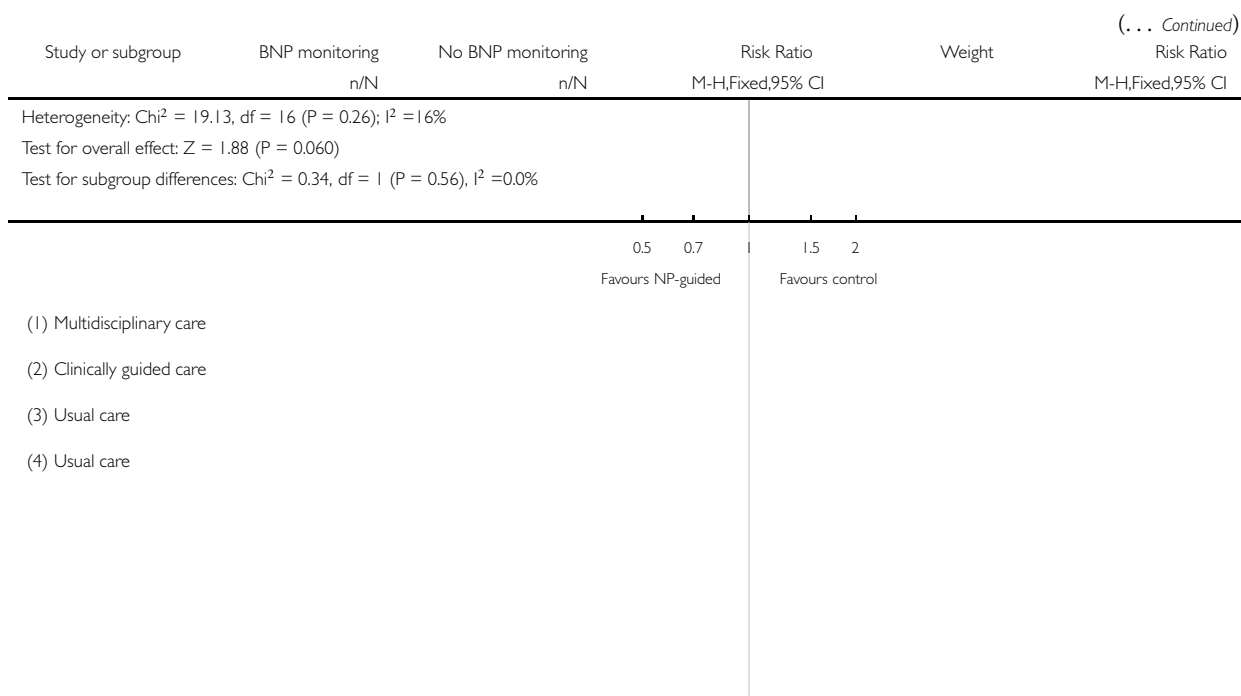 (. . . Continued)
Study or subgroup BNP monitoring No BNP monitoring Risk Ratio Weight Risk Ratio
n/N n/N M-H,Fixed,95% CI M-H,Fixed,95% CI
Heterogeneity: Chi² = 19.13, df = 16 (P = 0.26); I² =16%
Test for overall effect: Z = 1.88 (P = 0.060)
Test for subgroup differences: Chi² = 0.34, df = 1 (P = 0.56), I² =0.0%
0.5 0.7 1 1.5 2
Favours NP-guided Favours control
(1) Multidisciplinary care
(2) Clinically guided care
(3) Usual care
(4) Usual care